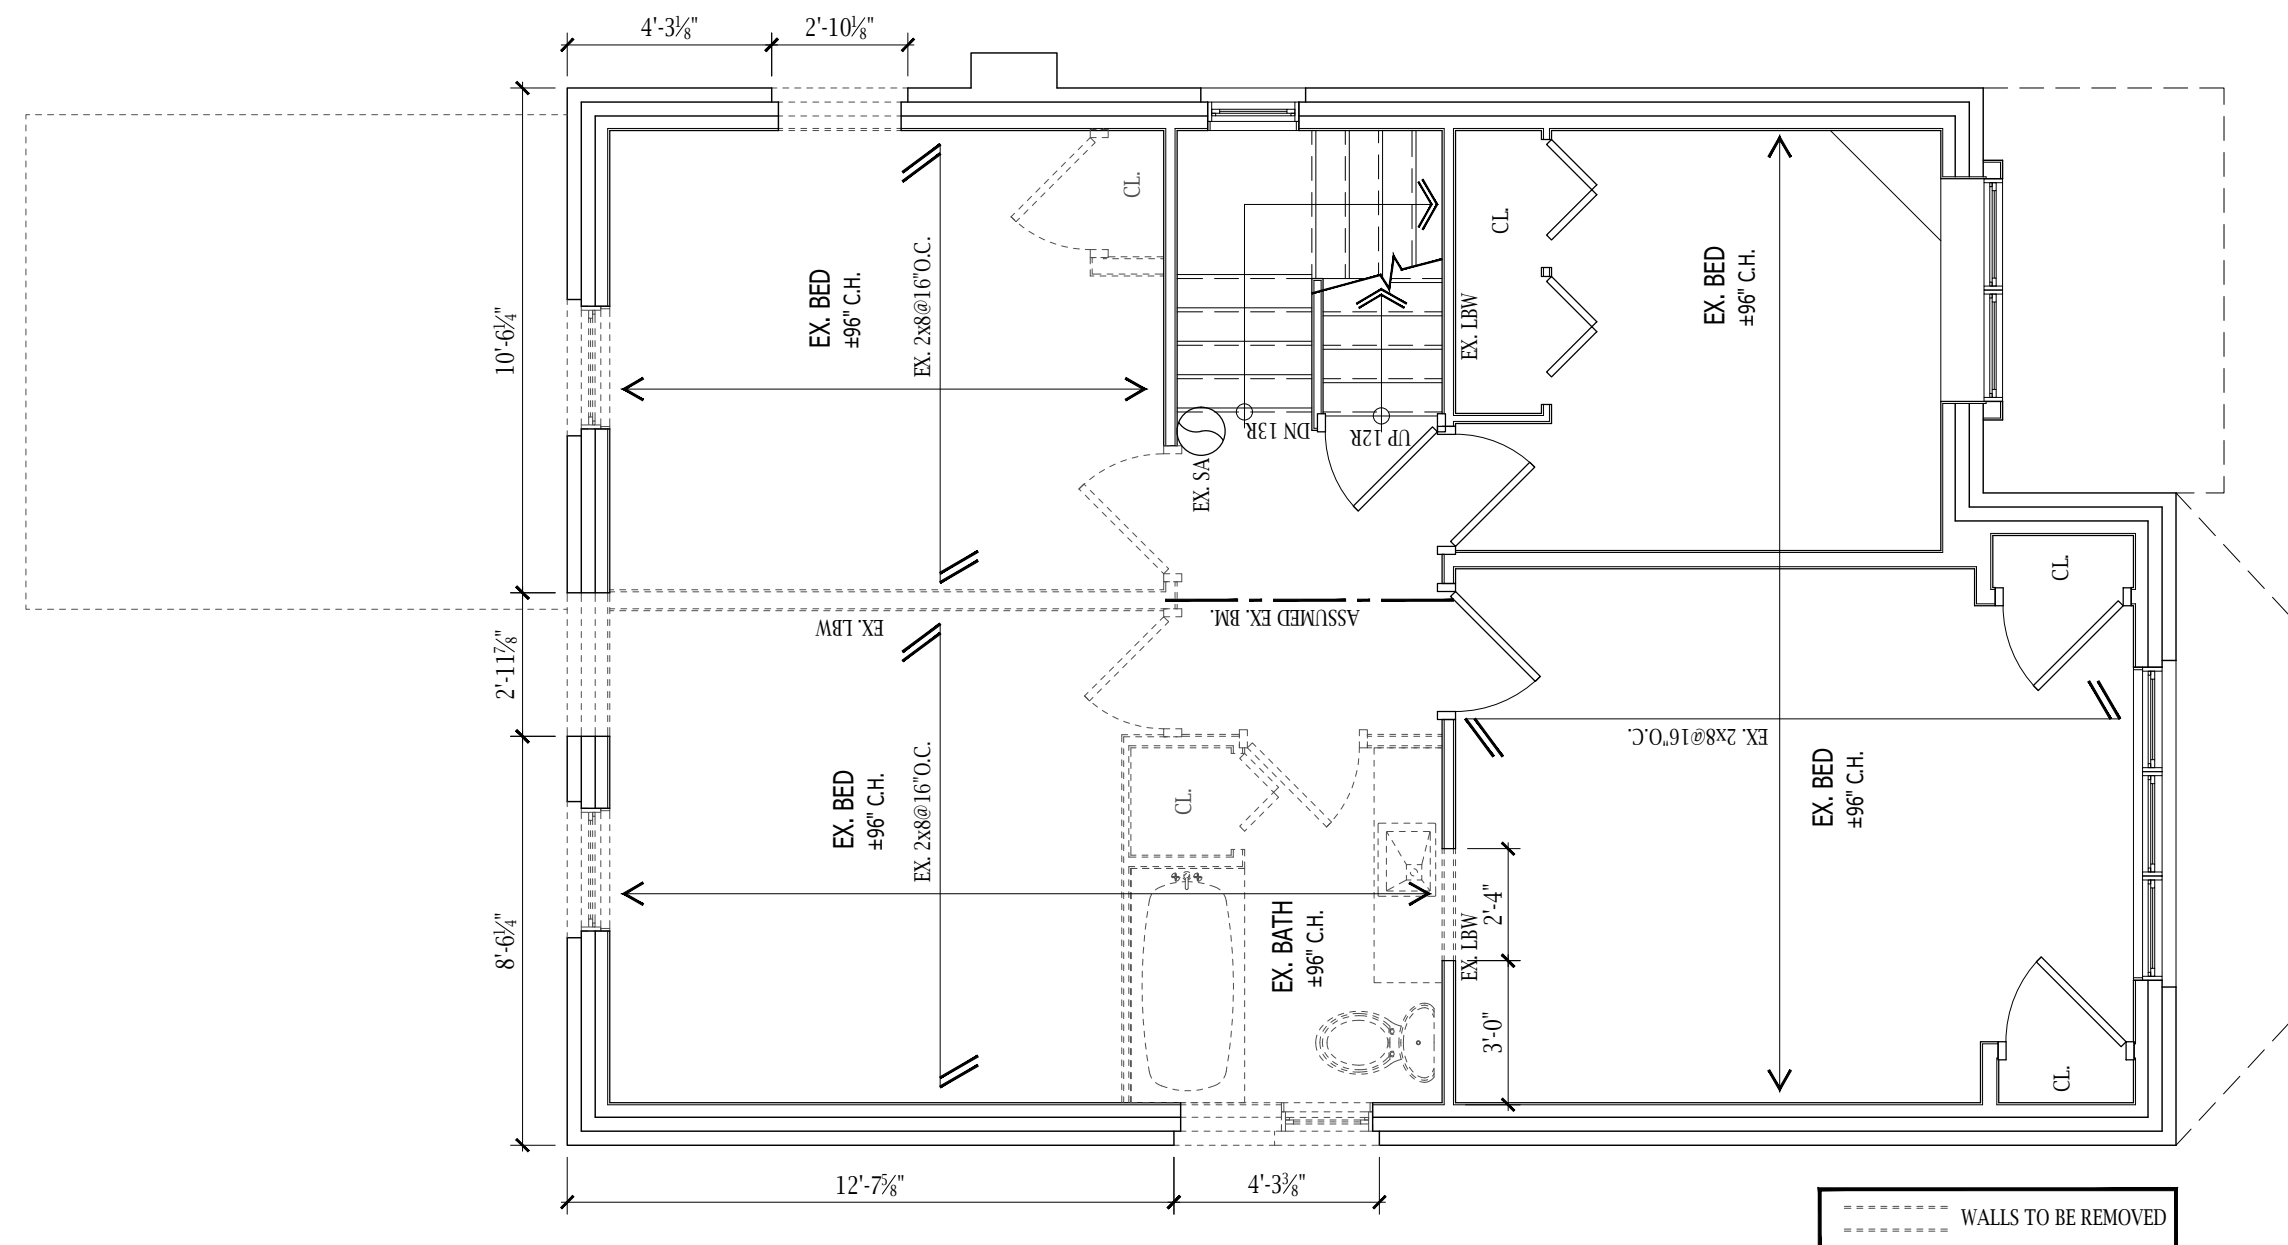 4'-3⅛"
2'-10⅛"
10'-6¼"
2'-11⅞"
8'-6¼"
EX. BED
±96" C.H.
EX. 2x8@16"O.C.
CL.
CL.
EX. LBW
EX. BED
±96" C.H.
DN 13R
UP 12R
EX. SA
EX. LBW
ASSUMED EX. BM.
CL.
EX. BED
±96" C.H.
EX. 2x8@16"O.C.
CL.
EX. BATH
±96" C.H.
EX. LBW
2'-4"
3'-0"
EX. 2x8@16"O.C.
EX. BED
±96" C.H.
CL.
12'-7⅝"
4'-3⅜"
WALLS TO BE REMOVED